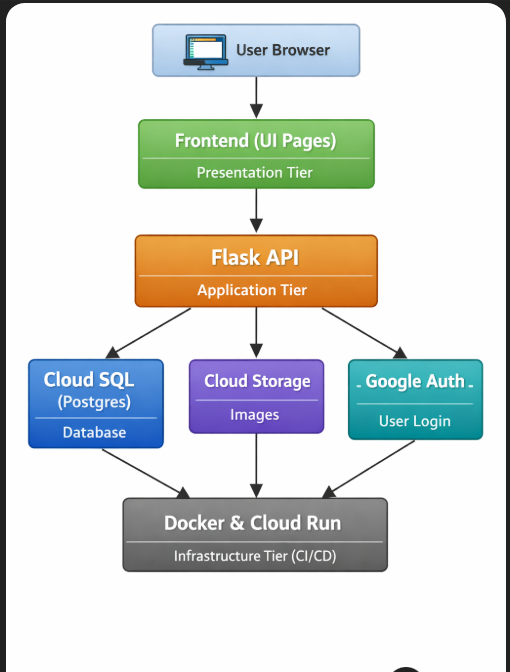 User Browser
Frontend (UI Pages)
Presentation Tier
Flask API
Application Tier
Cloud SQL
(Postgres)
Database
Cloud Storage
Images
- Google Auth -
User Login
Docker & Cloud Run
Infrastructure Tier (CI/CD)